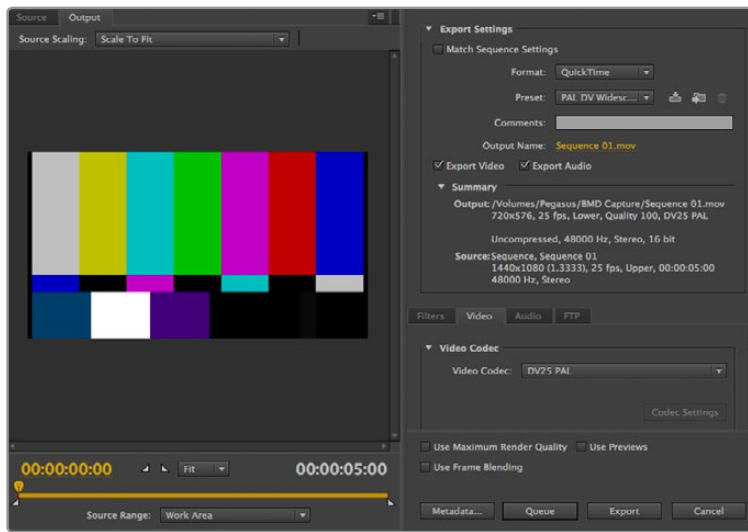 Source Output
Source Scaling: Scale To Fit
00:00:00:00 Fit 00:00:05:00
Source Range: Work Area
Export Settings
Match Sequence Settings
Format: QuickTime
Preset: PAL DV Widesc...
Comments:
Output Name: Sequence 01.mov
Export Video Export Audio
Summary
Output: /Volumes/Pegasus/BMD Capture/Sequence 01.mov
720x576, 25 fps, Lower, Quality 100, DV25 PAL
Uncompressed, 48000 Hz, Stereo, 16 bit
Source: Sequence, Sequence 01
1440x1080 (1.3333), 25 fps, Upper, 00:00:05:00
48000 Hz, Stereo
Filters Video Audio FTP
Video Codec
Video Codec: DV25 PAL
Codec Settings
Use Maximum Render Quality Use Previews
Use Frame Blending
Metadata... Queue Export Cancel